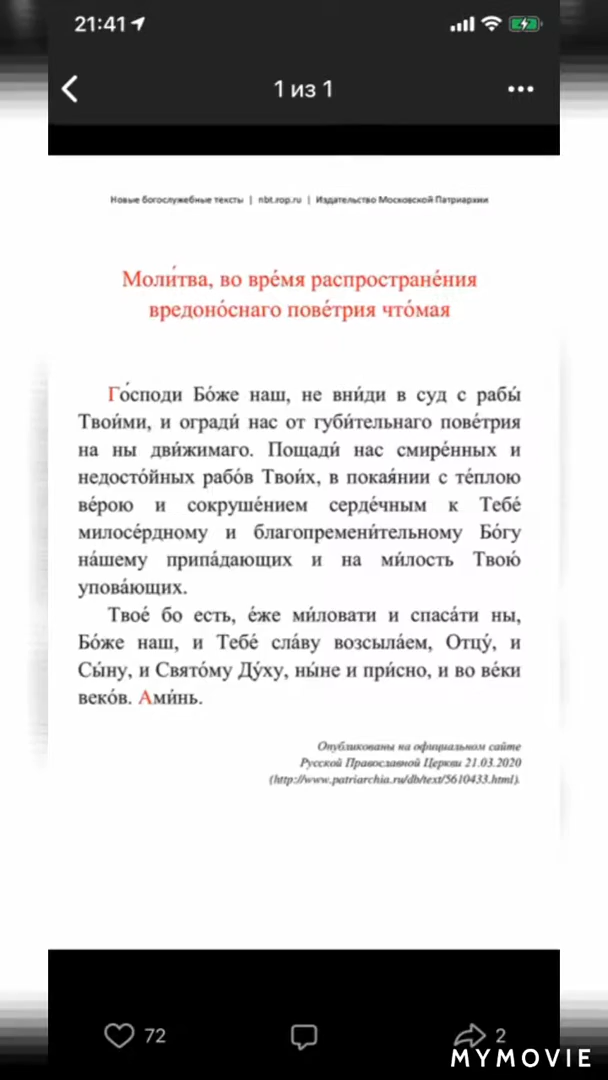 21:41
1 из 1
Новые богослужебные тексты | nbt.rop.ru | Издательство Московской Патриархии
Моли́тва, во вре́мя распростране́ния
вредоно́снаго пове́трия что́мая
Го́споди Бо́же наш, не вни́ди в суд с рабы́
Твои́ми, и огради́ нас от губи́тельнаго пове́трия
на ны дви́жимаго. Пощади́ нас смире́нных и
недосто́йных рабо́в Твои́х, в покая́нии с те́плою
ве́рою и сокруше́нием серде́чным к Тебе́
милосе́рдному и благопремени́тельному Бо́гу
на́шему припа́дающих и на ми́лость Твою́
упова́ющих.
Твое́ бо есть, е́же ми́ловати и спаса́ти ны,
Бо́же наш, и Тебе́ сла́ву возсыла́ем, Отцу́, и
Сы́ну, и Свято́му Ду́ху, ны́не и при́сно, и во ве́ки
веко́в. Ами́нь.
Опубликованы на официальном сайте
Русской Православной Церкви 21.03.2020
(http://www.patriarchia.ru/db/text/5610433.html).
72
2
MYMOVIE